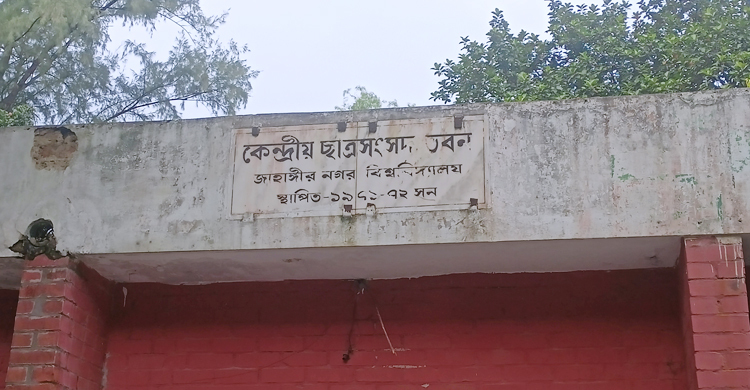 কেন্দ্রীয় ছাত্রসংসদ ভবন
জাহাঙ্গীর নগর বিশ্ববিদ্যালয়
স্থাপিত-১৯৭১-৭২ সন